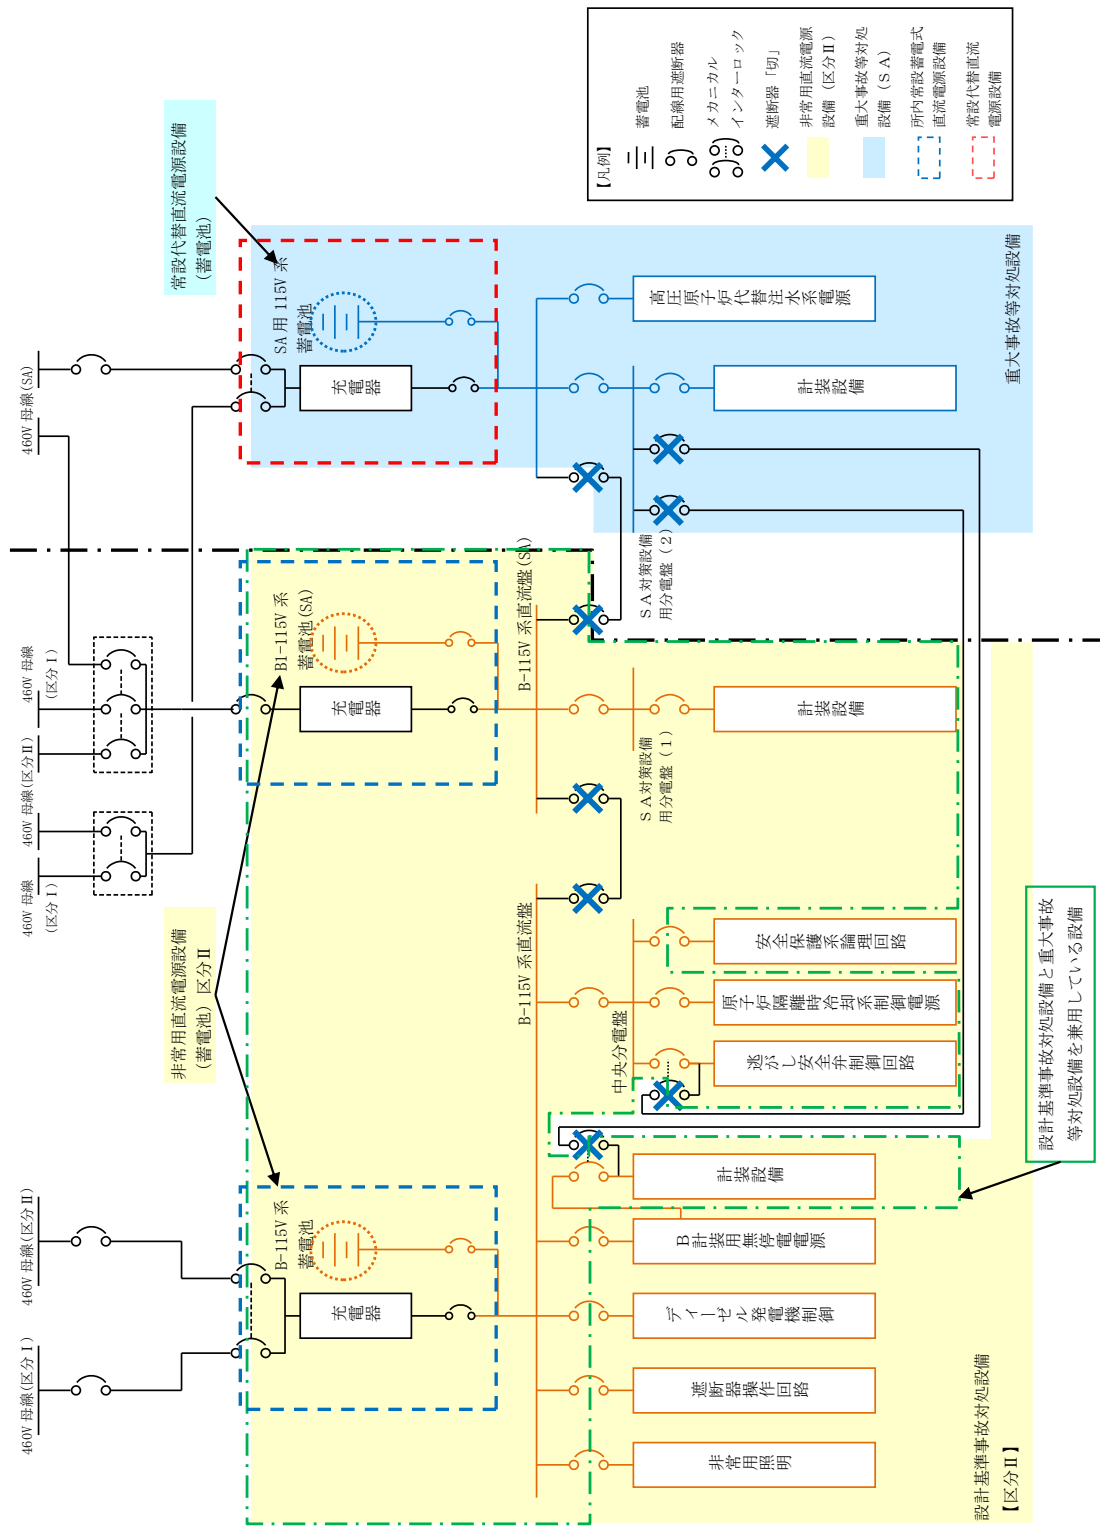 460V 母線(区分Ⅰ)
460V 母線(区分Ⅱ)
460V 母線
(区分Ⅰ)
460V 母線(区分Ⅱ)
460V 母線
(区分Ⅰ)
460V 母線(SA)
非常用直流電源設備
(蓄電池) 区分Ⅱ
常設代替直流電源設備
(蓄電池)
B-115V 系
蓄電池
充電器
B1-115V 系
蓄電池(SA)
充電器
SA 用 115V 系
蓄電池
充電器
B-115V 系直流盤
B-115V 系直流盤(SA)
中央分電盤
SA対策設備
用分電盤(1)
SA対策設備
用分電盤(2)
非常用照明
遮断器操作回路
ディーゼル発電機制御
B計装用無停電電源
計装設備
逃がし安全弁制御回路
原子炉隔離時冷却系制御電源
安全保護系論理回路
計装設備
計装設備
高圧原子炉代替注水系電源
設計基準事故対処設備
【区分Ⅱ】
重大事故等対処設備
設計基準事故対処設備と重大事故
等対処設備を兼用している設備
【凡例】
蓄電池
配線用遮断器
メカニカル
インターロック
遮断器「切」
非常用直流電源
設備(区分Ⅱ)
重大事故等対処
設備(SA)
所内常設蓄電式
直流電源設備
常設代替直流
電源設備